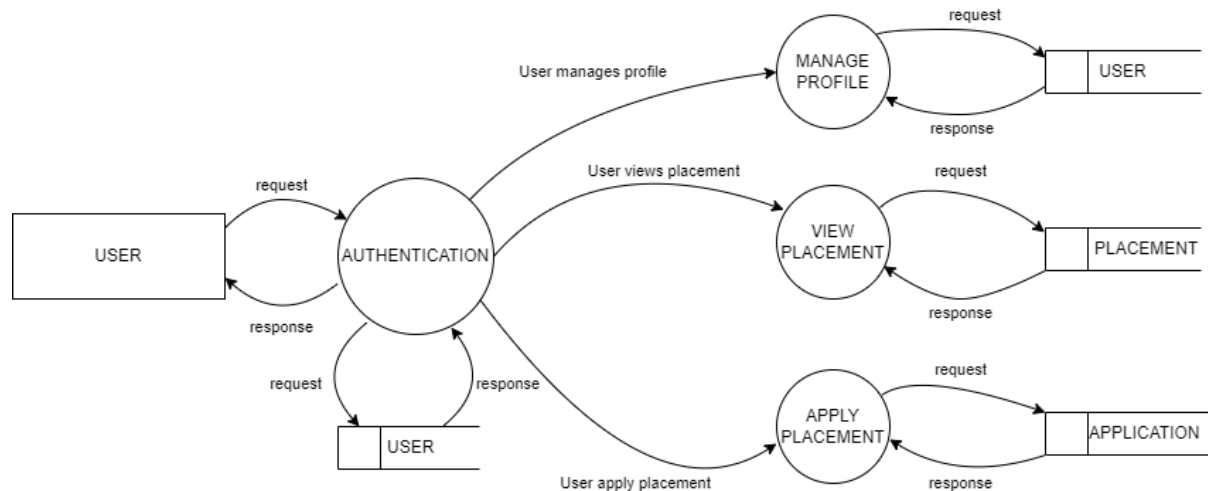 request
MANAGE
PROFILE
USER
User manages profile
response
User views placement
request
request
USER
AUTHENTICATION
VIEW
PLACEMENT
PLACEMENT
response
response
request
response
USER
request
APPLY
PLACEMENT
APPLICATION
User apply placement
response